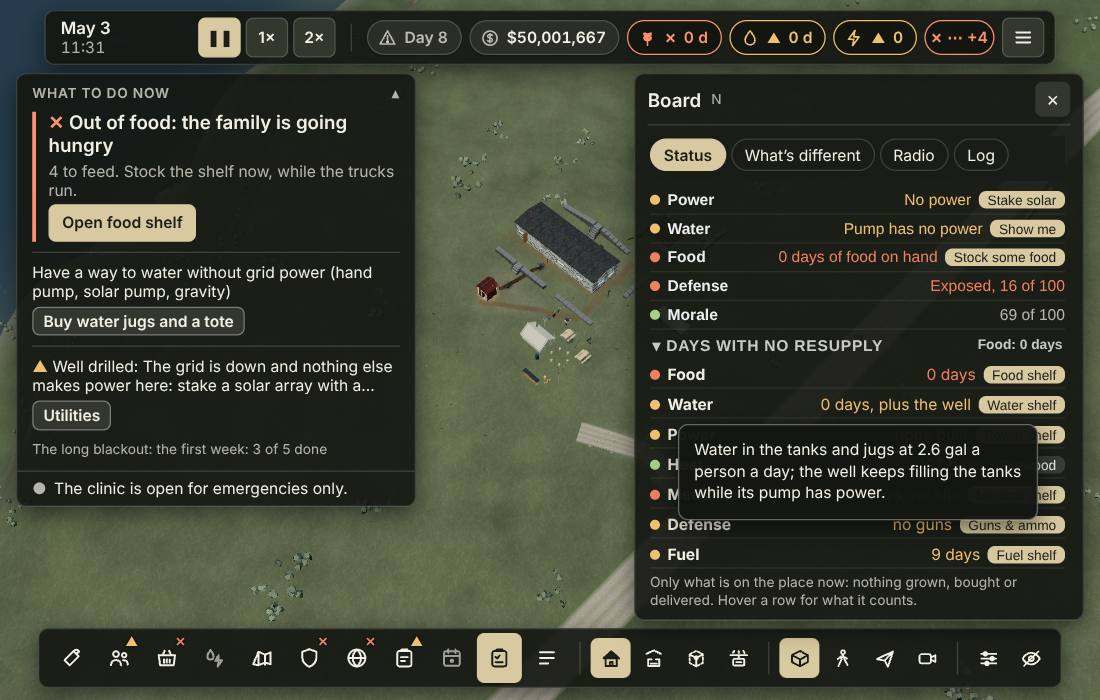 May 3
11:31
1×
2×
Day 8
$50,001,667
× 0 d
▲ 0 d
▲ 0
× ··· +4
WHAT TO DO NOW
× Out of food: the family is going
hungry
4 to feed. Stock the shelf now, while the trucks
run.
Open food shelf
Have a way to water without grid power (hand
pump, solar pump, gravity)
Buy water jugs and a tote
Well drilled: The grid is down and nothing else
makes power here: stake a solar array with a…
Utilities
The long blackout: the first week: 3 of 5 done
The clinic is open for emergencies only.
Board N
Status What's different Radio Log
Power No power Stake solar
Water Pump has no power Show me
Food 0 days of food on hand Stock some food
Defense Exposed, 16 of 100
Morale 69 of 100
▼ DAYS WITH NO RESUPPLY Food: 0 days
Food 0 days Food shelf
Water 0 days, plus the well Water shelf
Water in the tanks and jugs at 2.6 gal a
person a day; the well keeps filling the tanks
while its pump has power.
Defense no guns Guns & ammo
Fuel 9 days Fuel shelf
Only what is on the place now: nothing grown, bought or
delivered. Hover a row for what it counts.